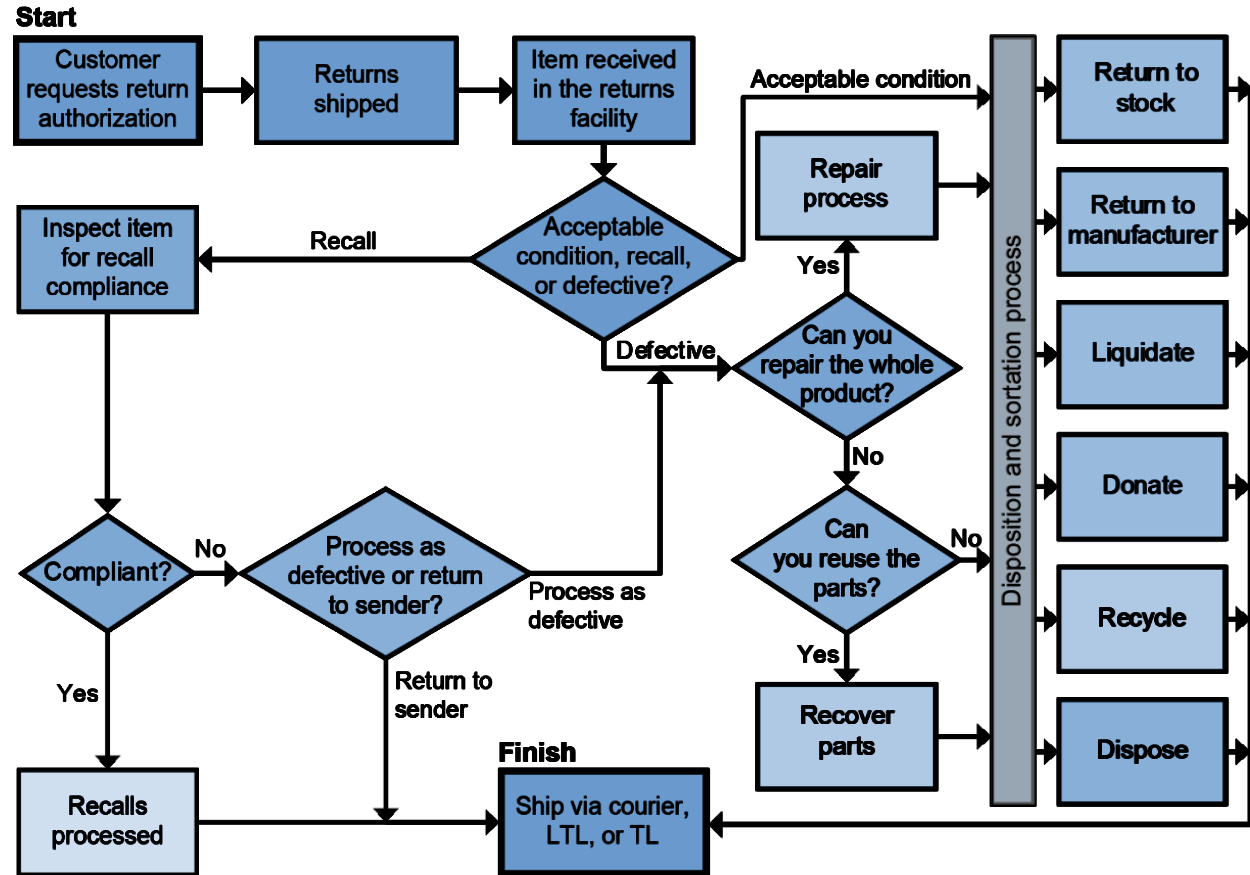 Start
Customer
requests return
authorization
Returns
shipped
Item received
in the returns
facility
Acceptable condition
Return to
stock
Repair
process
Inspect item
for recall
compliance
Recall
Acceptable
condition, recall,
or defective?
Return to
manufacturer
Yes
Disposition and sortation process
Defective
Can you
repair the whole
product?
Liquidate
No
Compliant?
No
Process as
defective or return
to sender?
Process as
defective
Can
you reuse the
parts?
No
Donate
Recycle
Yes
Yes
Return to
sender
Recover
parts
Dispose
Recalls
processed
Finish
Ship via courier,
LTL, or TL